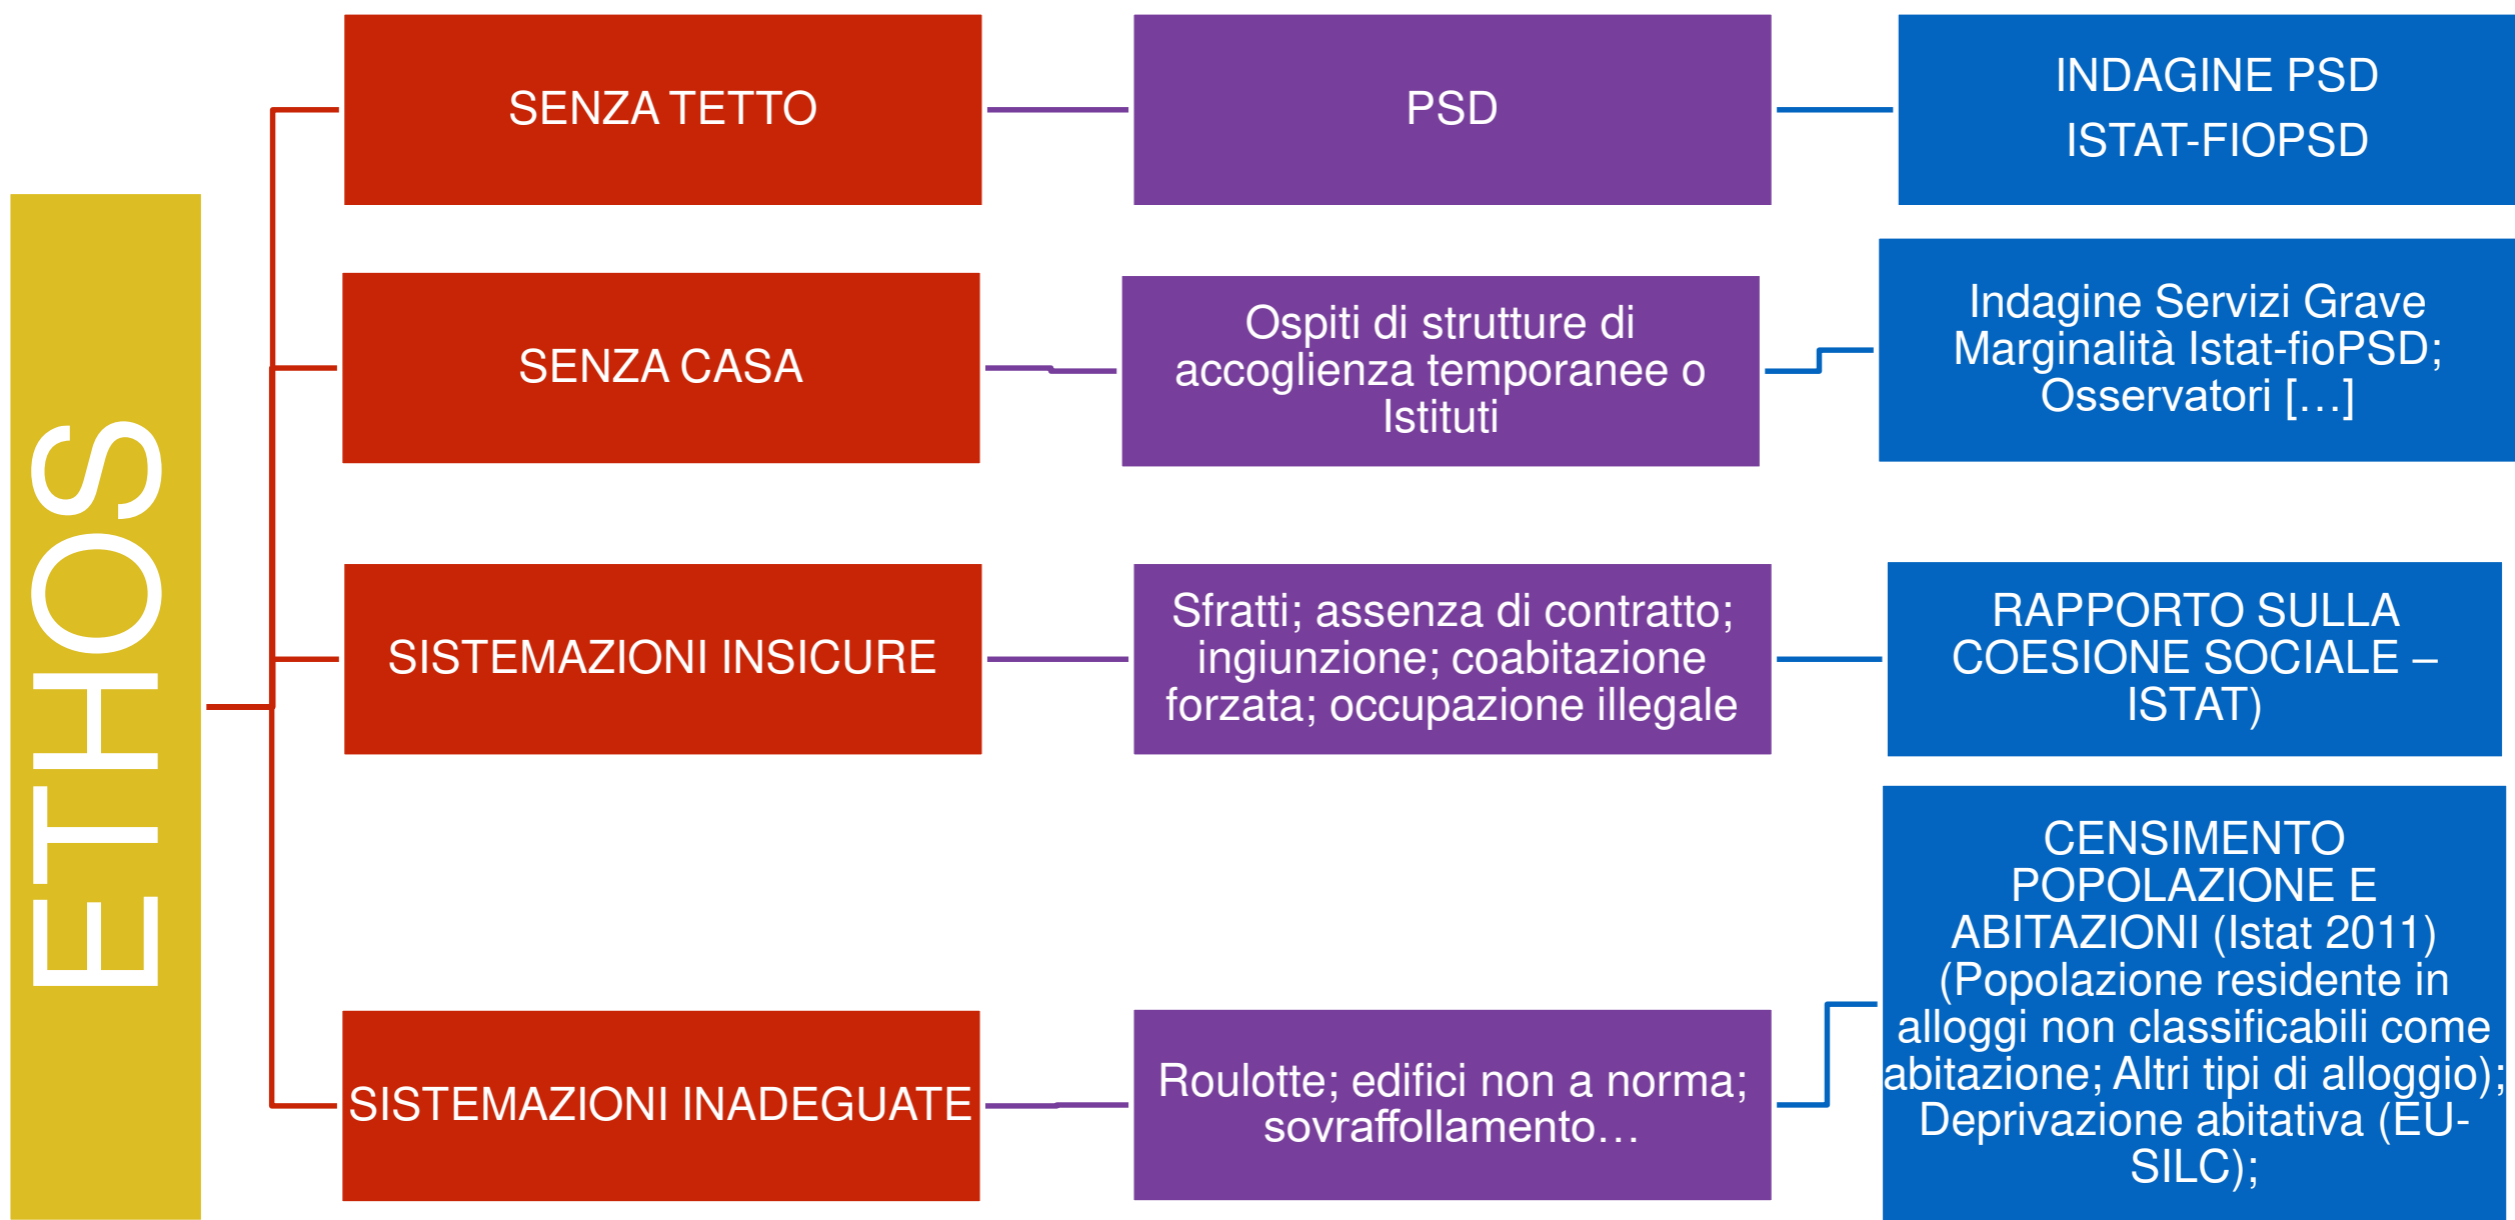 ETHOS
SENZA TETTO
PSD
INDAGINE PSD
ISTAT-FIOPSD
SENZA CASA
Ospiti di strutture di
accoglienza temporanee o
Istituti
Indagine Servizi Grave
Marginalità Istat-fioPSD;
Osservatori […]
SISTEMAZIONI INSICURE
Sfratti; assenza di contratto;
ingiunzione; coabitazione
forzata; occupazione illegale
RAPPORTO SULLA
COESIONE SOCIALE –
ISTAT)
SISTEMAZIONI INADEGUATE
Roulotte; edifici non a norma;
sovraffollamento…
CENSIMENTO
POPOLAZIONE E
ABITAZIONI (Istat 2011)
(Popolazione residente in
alloggi non classificabili come
abitazione; Altri tipi di alloggio);
Deprivazione abitativa (EU-
SILC);